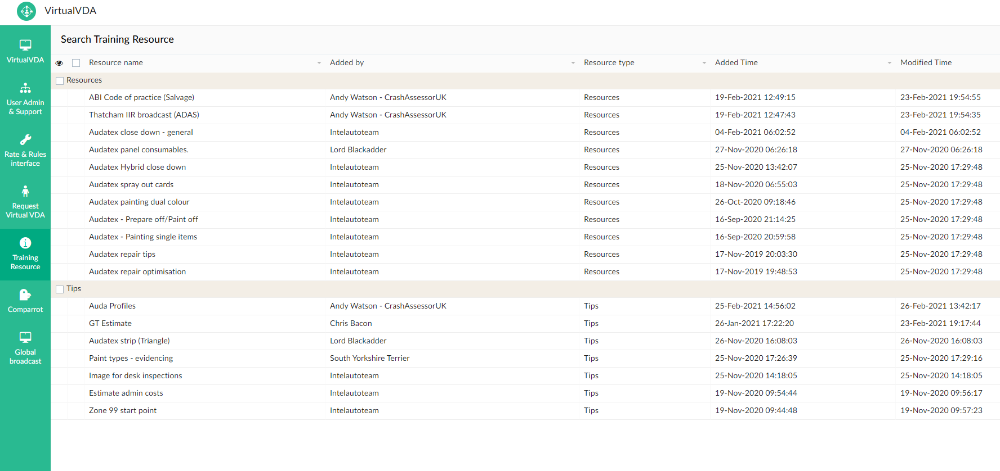 VirtualVDA
VirtualVDA
User Admin
& Support
Rate & Rules
interface
Request
Virtual VDA
Training
Resource
Comparrot
Global
broadcast
Search Training Resource
Resource name Added by Resource type Added Time Modified Time
Resources
ABI Code of practice (Salvage) Andy Watson - CrashAssessorUK Resources 19-Feb-2021 12:49:15 23-Feb-2021 19:54:55
Thatcham IIR broadcast (ADAS) Andy Watson - CrashAssessorUK Resources 19-Feb-2021 12:47:43 23-Feb-2021 19:54:35
Audatex close down - general Intelautoteam Resources 04-Feb-2021 06:02:52 04-Feb-2021 06:02:52
Audatex panel consumables. Lord Blackadder Resources 27-Nov-2020 06:26:18 27-Nov-2020 06:26:18
Audatex Hybrid close down Intelautoteam Resources 25-Nov-2020 13:42:07 25-Nov-2020 17:29:48
Audatex spray out cards Intelautoteam Resources 18-Nov-2020 06:55:03 25-Nov-2020 17:29:48
Audatex painting dual colour Intelautoteam Resources 26-Oct-2020 09:18:46 25-Nov-2020 17:29:48
Audatex - Prepare off/Paint off Intelautoteam Resources 16-Sep-2020 21:14:25 25-Nov-2020 17:29:48
Audatex - Painting single items Intelautoteam Resources 16-Sep-2020 20:59:58 25-Nov-2020 17:29:48
Audatex repair tips Intelautoteam Resources 17-Nov-2019 20:03:30 25-Nov-2020 17:29:48
Audatex repair optimisation Intelautoteam Resources 17-Nov-2019 19:48:53 25-Nov-2020 17:29:48
Tips
Auda Profiles Andy Watson - CrashAssessorUK Tips 25-Feb-2021 14:56:02 26-Feb-2021 13:42:17
GT Estimate Chris Bacon Tips 26-Jan-2021 17:22:20 23-Feb-2021 19:17:44
Audatex strip (Triangle) Lord Blackadder Tips 26-Nov-2020 16:08:03 26-Nov-2020 16:08:03
Paint types - evidencing South Yorkshire Terrier Tips 25-Nov-2020 17:26:39 25-Nov-2020 17:29:16
Image for desk inspections Intelautoteam Tips 25-Nov-2020 14:18:05 25-Nov-2020 14:18:05
Estimate admin costs Intelautoteam Tips 19-Nov-2020 09:54:44 19-Nov-2020 09:56:17
Zone 99 start point Intelautoteam Tips 19-Nov-2020 09:44:48 19-Nov-2020 09:57:23